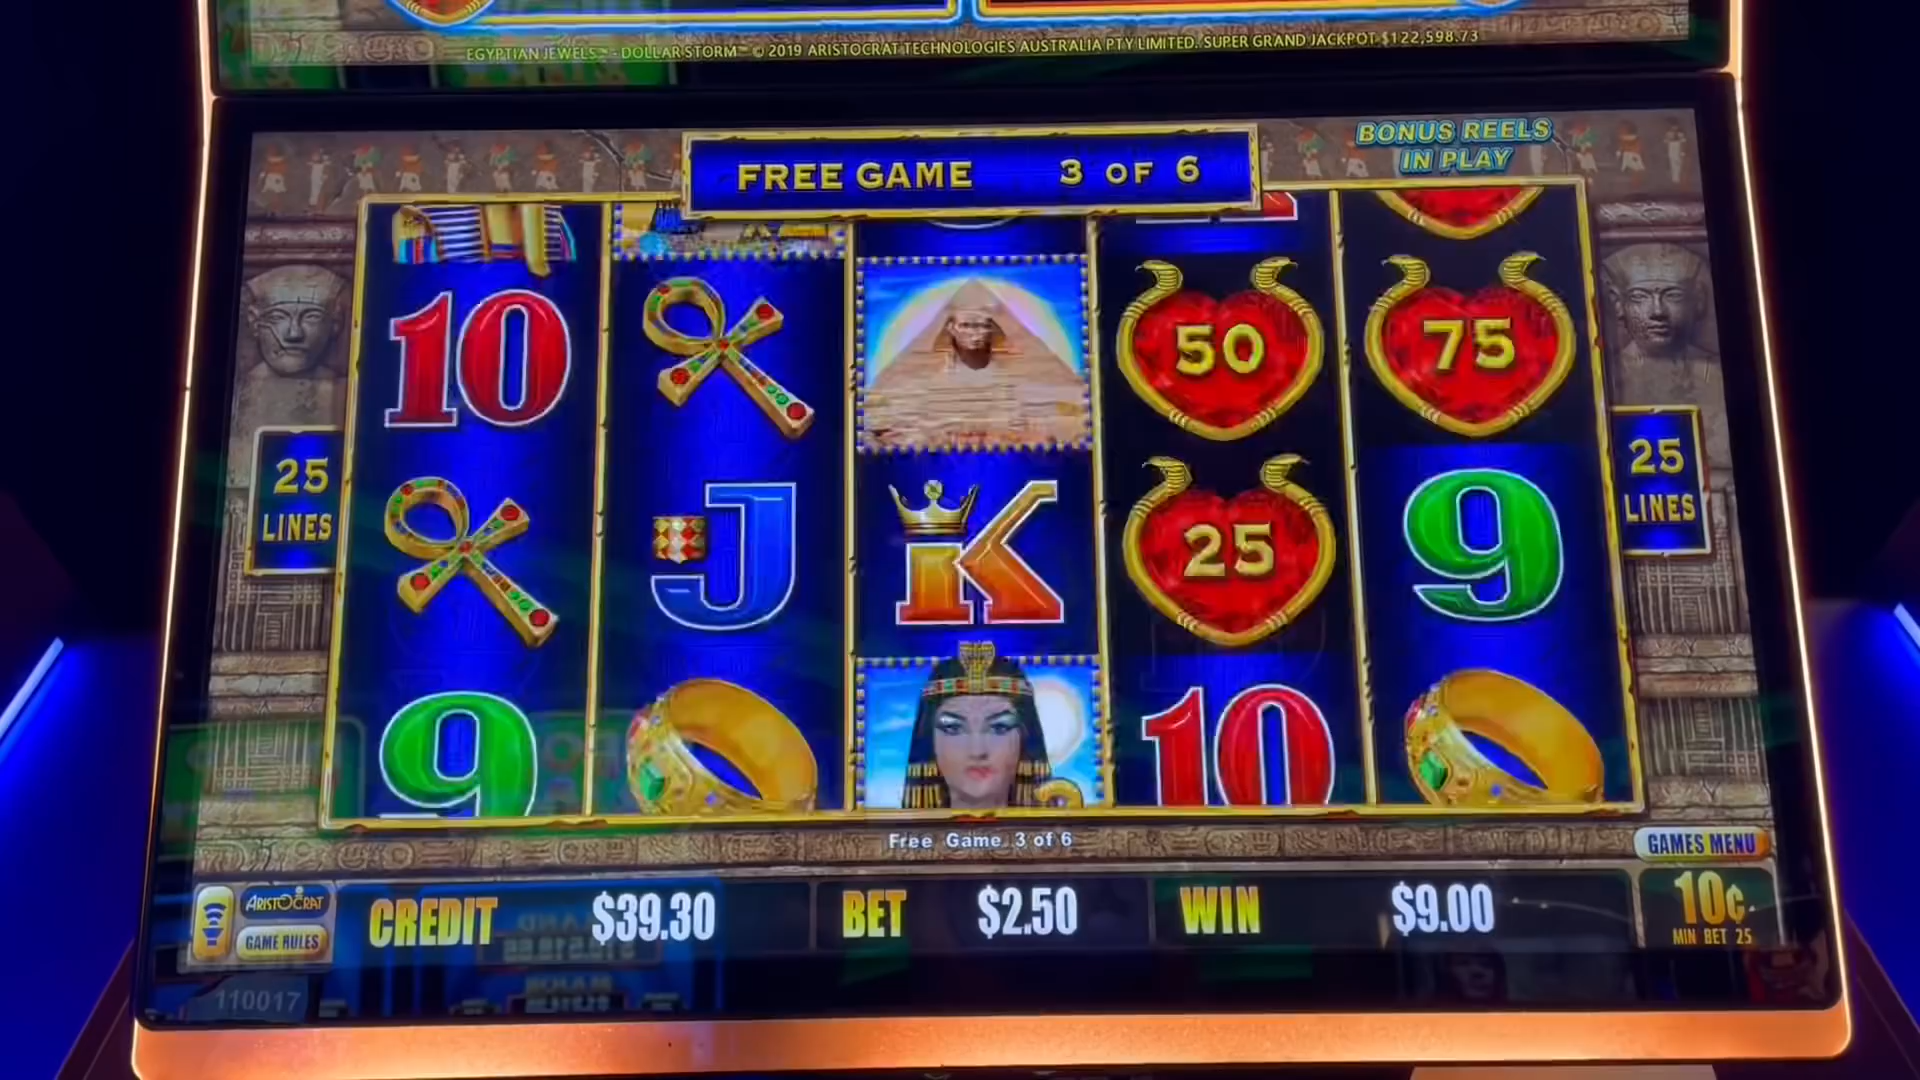 EGYPTIAN JEWELS™ - DOLLAR STORM™ © 2019 ARISTOCRAT TECHNOLOGIES AUSTRALIA PTY LIMITED. SUPER GRAND JACKPOT $122,598.73
BONUS REELS
IN PLAY
FREE GAME 3 OF 6
10
50
75
25
LINES
25
LINES
J
K
25
9
9
10
Free Game 3 of 6
GAMES MENU
ARISTOCRAT
GAME RULES
CREDIT $39.30
BET $2.50
WIN $9.00
10¢
MIN BET 25
110017